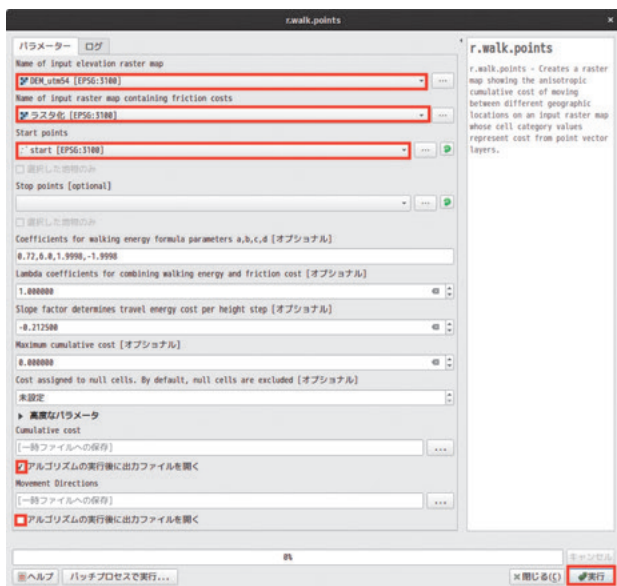 r.walk.points
パラメーター ログ
Name of input elevation raster map
DEM_utm54 [EPSG:3100]
Name of input raster map containing friction costs
ラスタ化 [EPSG:3100]
Start points
start [EPSG:3100]
選択した地物のみ
Stop points [optional]
選択した地物のみ
Coefficients for walking energy formula parameters a,b,c,d [オプショナル]
0.72,6.0,1.9998,-1.9998
Lambda coefficients for combining walking energy and friction cost [オプショナル]
1.000000
Slope factor determines travel energy cost per height step [オプショナル]
-0.212500
Maximum cumulative cost [オプショナル]
0.000000
Cost assigned to null cells. By default, null cells are excluded [オプショナル]
未設定
高度なパラメータ
Cumulative cost
[一時ファイルへの保存]
アルゴリズムの実行後に出力ファイルを開く
Movement Directions
[一時ファイルへの保存]
アルゴリズムの実行後に出力ファイルを開く
r.walk.points
r.walk.points - Creates a raster
map showing the anisotropic
cumulative cost of moving
between different geographic
locations on an input raster map
whose cell category values
represent cost from point vector
layers.
0%
キャンセル
ヘルプ バッチプロセスで実行... 閉じる(C) 実行